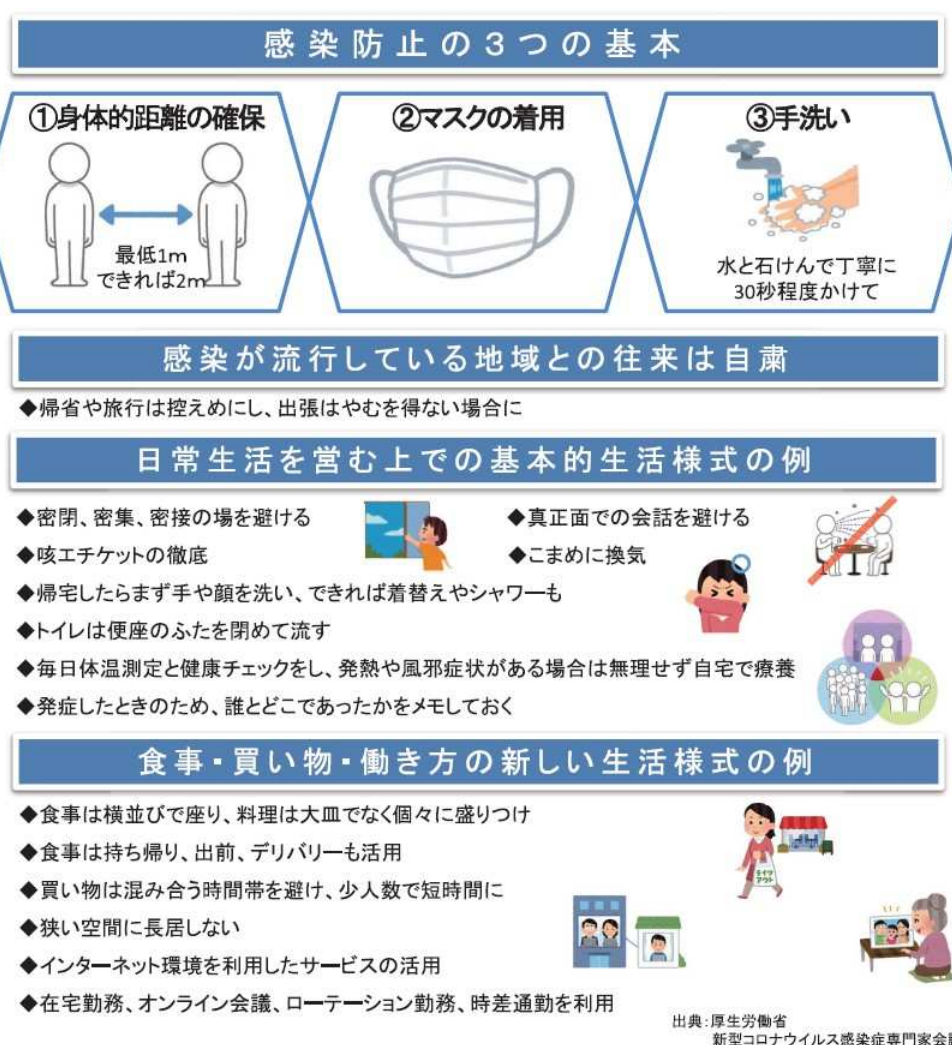 感染防止の３つの基本
①身体的距離の確保
最低1m
できれば2m
②マスクの着用
③手洗い
水と石けんで丁寧に
30秒程度かけて
感染が流行している地域との往来は自粛
◆帰省や旅行は控えめにし、出張はやむを得ない場合に
日常生活を営む上での基本的生活様式の例
◆密閉、密集、密接の場を避ける
◆真正面での会話を避ける
◆咳エチケットの徹底
◆こまめに換気
◆帰宅したらまず手や顔を洗い、できれば着替えやシャワーも
◆トイレは便座のふたを閉めて流す
◆毎日体温測定と健康チェックをし、発熱や風邪症状がある場合は無理せず自宅で療養
◆発症したときのため、誰とどこであったかをメモしておく
食事・買い物・働き方の新しい生活様式の例
◆食事は横並びで座り、料理は大皿でなく個々に盛りつけ
◆食事は持ち帰り、出前、デリバリーも活用
テイク
アウト
◆買い物は混み合う時間帯を避け、少人数で短時間に
◆狭い空間に長居しない
◆インターネット環境を利用したサービスの活用
◆在宅勤務、オンライン会議、ローテーション勤務、時差通勤を利用
出典：厚生労働省
新型コロナウイルス感染症専門家会